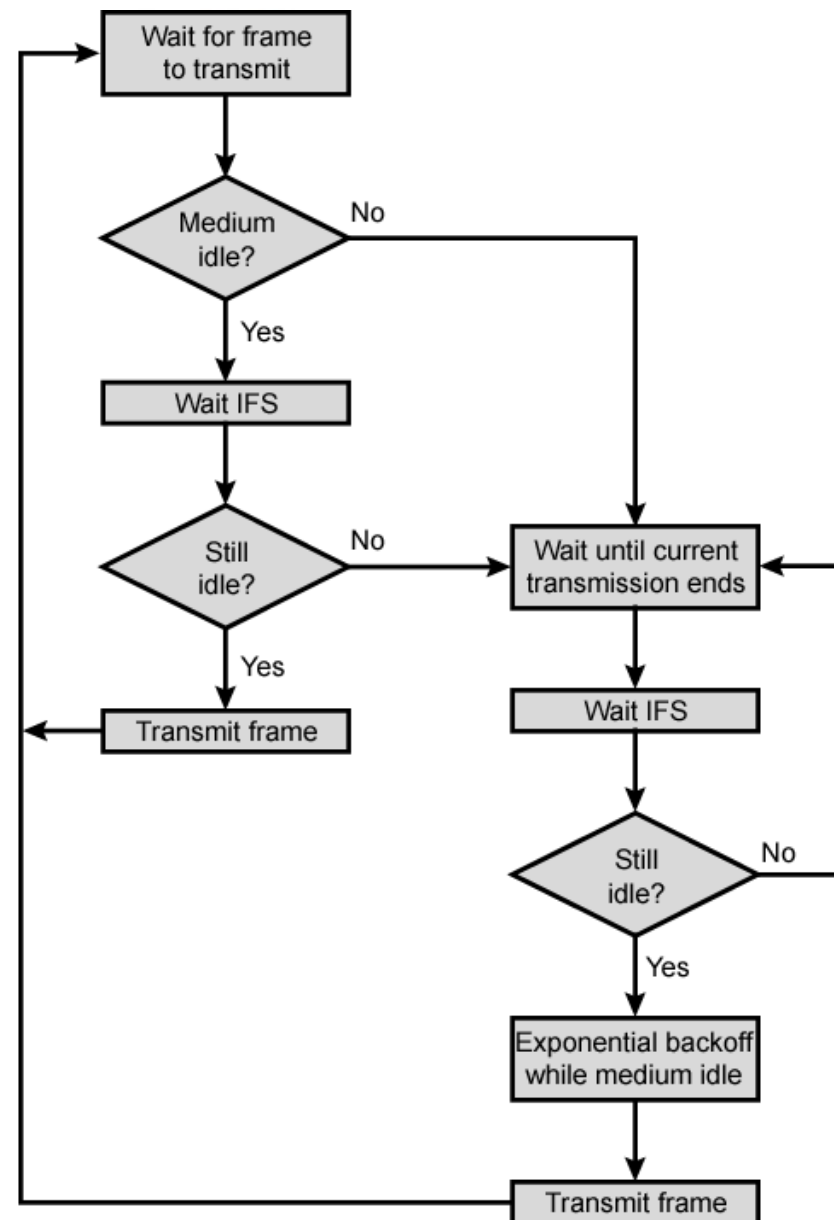 Wait for frame
to transmit
Medium
idle?
No
Yes
Wait IFS
Still
idle?
No
Yes
Transmit frame
Wait until current
transmission ends
Wait IFS
Still
idle?
No
Yes
Exponential backoff
while medium idle
Transmit frame